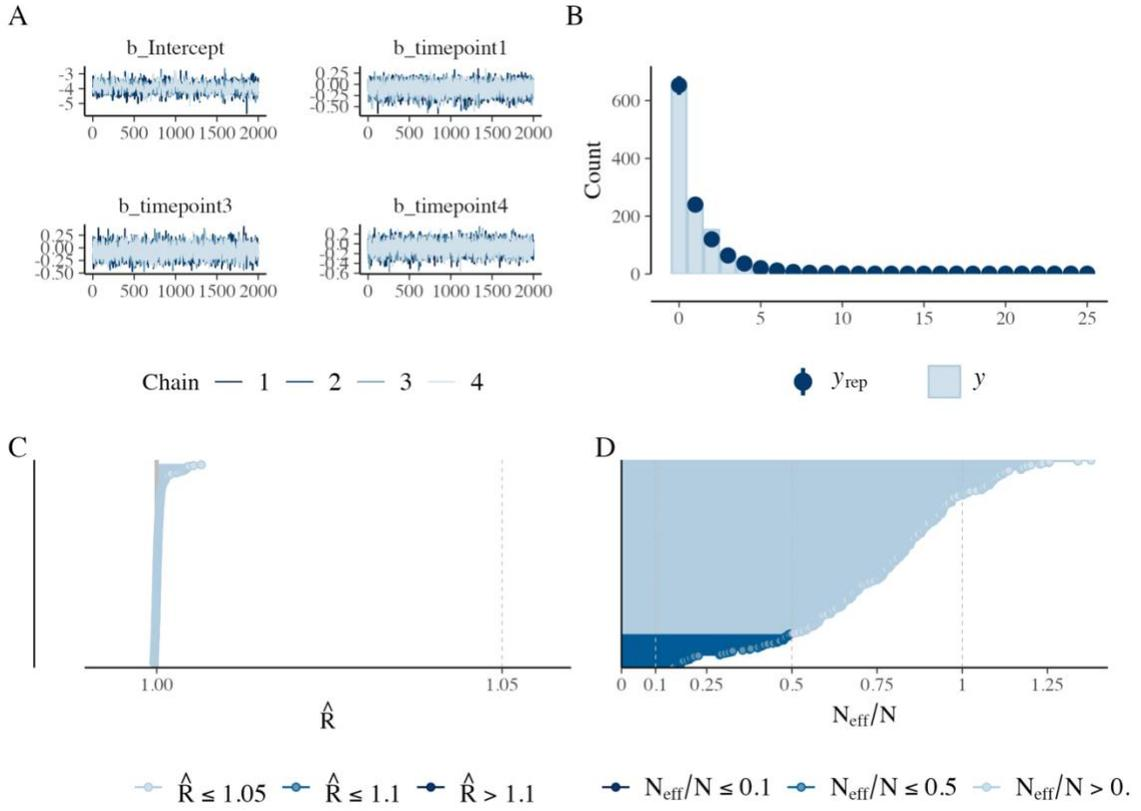 A
b_Intercept
-3
-4
-5
0 500 1000 1500 2000
b_timepoint1
0.25
0.00
-0.25
-0.50
0 500 1000 1500 2000
b_timepoint3
0.25
0.00
-0.25
-0.50
0 500 1000 1500 2000
b_timepoint4
0.2
0.0
-0.2
-0.4
-0.6
0 500 1000 1500 2000
Chain 1 2 3 4
B
Count
600
400
200
0
0 5 10 15 20 25
yrep y
C
1.00 1.05
R̂
R̂ ≤ 1.05 R̂ ≤ 1.1 R̂ > 1.1
D
0 0.1 0.25 0.5 0.75 1 1.25
Neff/N
Neff/N ≤ 0.1 Neff/N ≤ 0.5 Neff/N > 0.